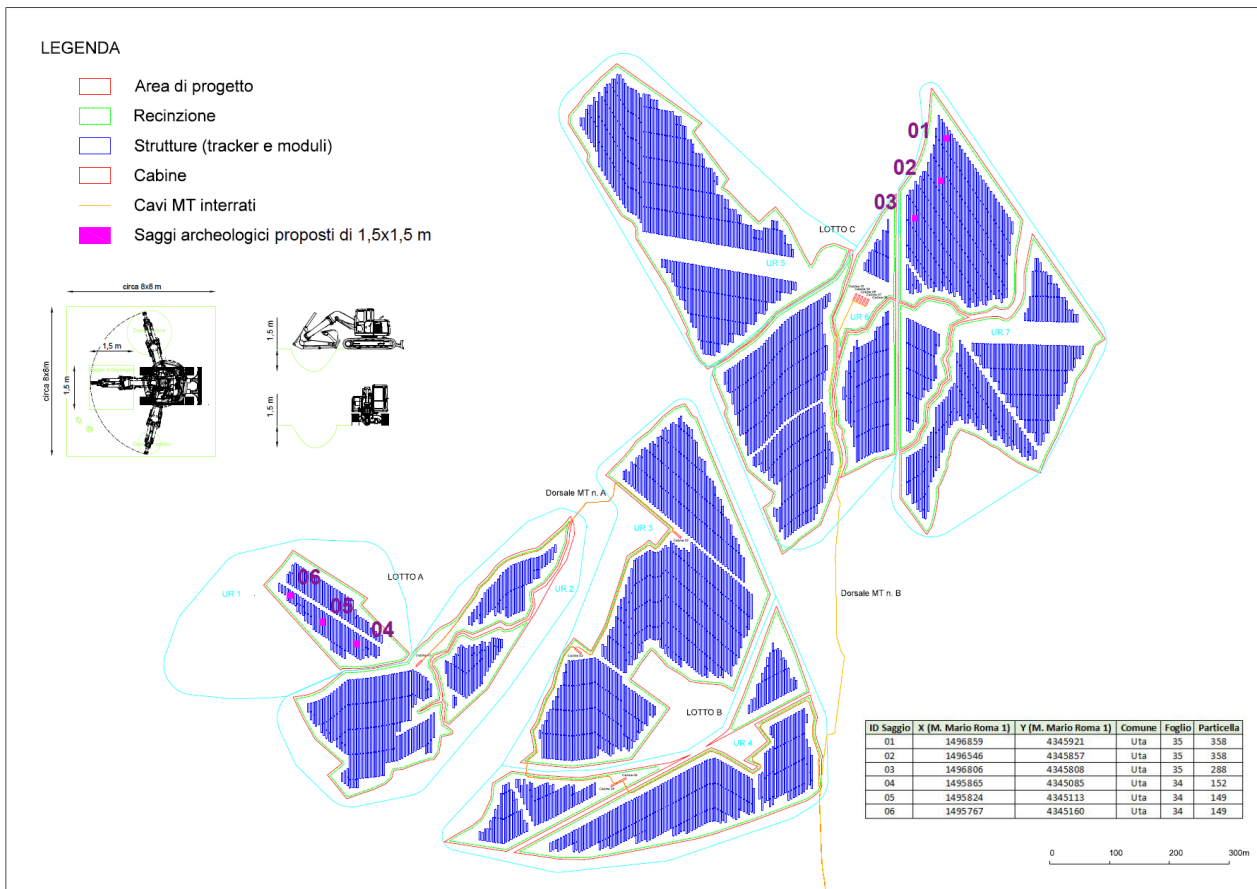 LEGENDA
Area di progetto
Recinzione
Strutture (tracker e moduli)
Cabine
Cavi MT interrati
Saggi archeologici proposti di 1,5x1,5 m
circa 8x8 m
circa 8x8m
1,5 m
1,5 m
1,5 m
1,5 m
01
02
03
LOTTO C
UR 5
UR 6
UR 7
Dorsale MT n. A
UR 3
LOTTO A
UR 1
UR 2
06
05
04
Dorsale MT n. B
LOTTO B
UR 4
ID Saggio X (M. Mario Roma 1) Y (M. Mario Roma 1) Comune Foglio Particella
01 1496859 4345921 Uta 35 358
02 1496546 4345857 Uta 35 358
03 1496806 4345808 Uta 35 288
04 1495865 4345085 Uta 34 152
05 1495824 4345113 Uta 34 149
06 1495767 4345160 Uta 34 149
0 100 200 300m